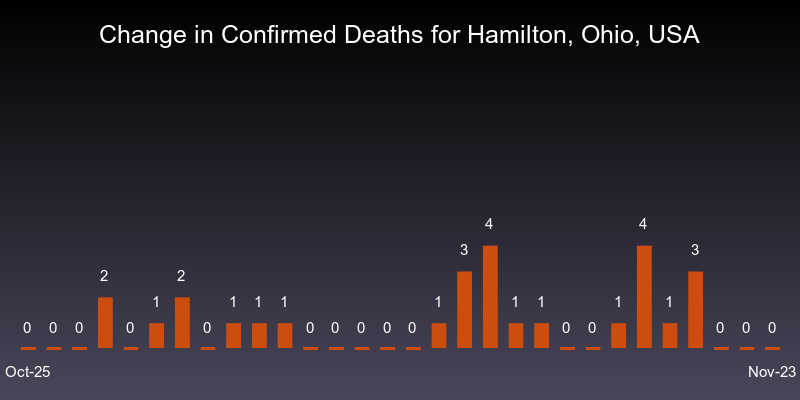 Change in Confirmed Deaths for Hamilton, Ohio, USA
0 0 0 2 0 1 2 0 1 1 1 0 0 0 0 0 1 3 4 1 1 0 0 1 4 1 3 0 0 0
Oct-25 Nov-23